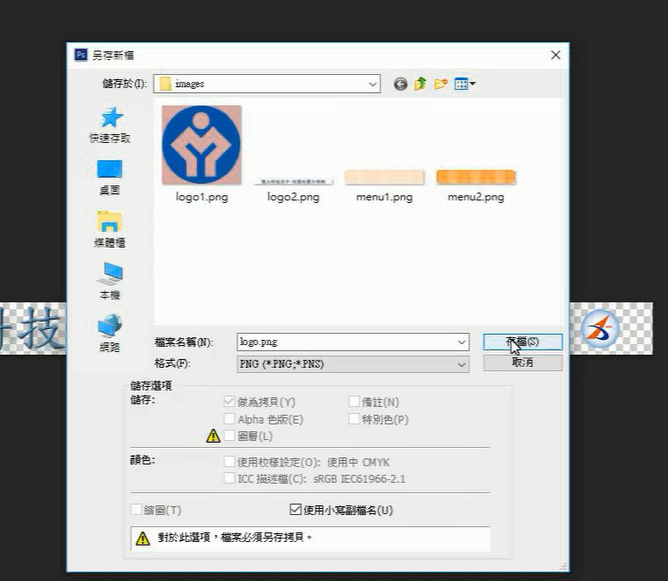 Ps 另存新檔
儲存於(I): images
快速存取
桌面
媒體櫃
本機
網路
logo1.png logo2.png menu1.png menu2.png
科技
檔案名稱(N): logo.png
存檔(S)
格式(F): PNG (*.PNG;*.PNS)
取消
儲存選項
儲存: 做為拷貝(Y) 備註(N)
Alpha 色版(E) 特別色(P)
圖層(L)
顏色: 使用校樣設定(O): 使用中 CMYK
ICC 描述檔(C): sRGB IEC61966-2.1
縮圖(T) 使用小寫副檔名(U)
對於此選項，檔案必須另存拷貝。